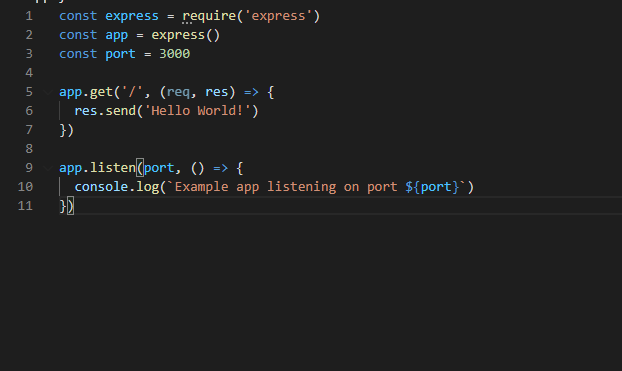 1 const express = require('express')
2 const app = express()
3 const port = 3000
4
5 app.get('/', (req, res) => {
6   res.send('Hello World!')
7 })
8
9 app.listen(port, () => {
10   console.log(`Example app listening on port ${port}`)
11 })